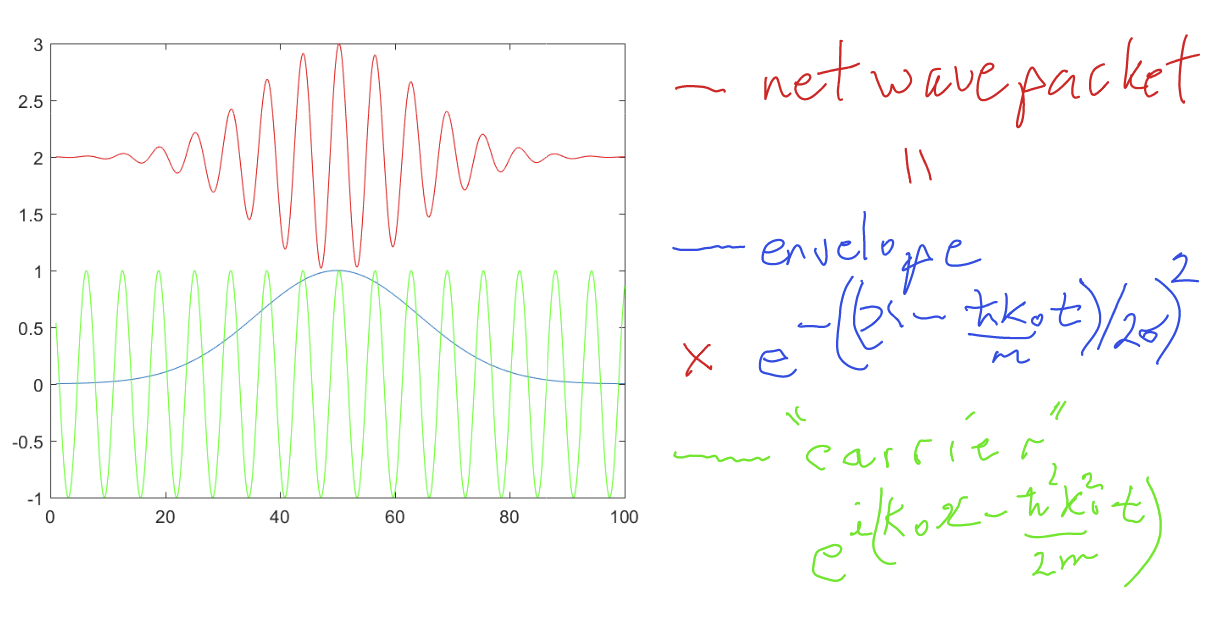 3
2.5
2
1.5
1
0.5
0
-0.5
-1
0 20 40 60 80 100
— net wavepacket
=
— envelope
× e^{-((x - ħk₀t/m)/2σ)^2}
— "carrier"
e^{i(k₀x - ħ²k₀²t/2m)}